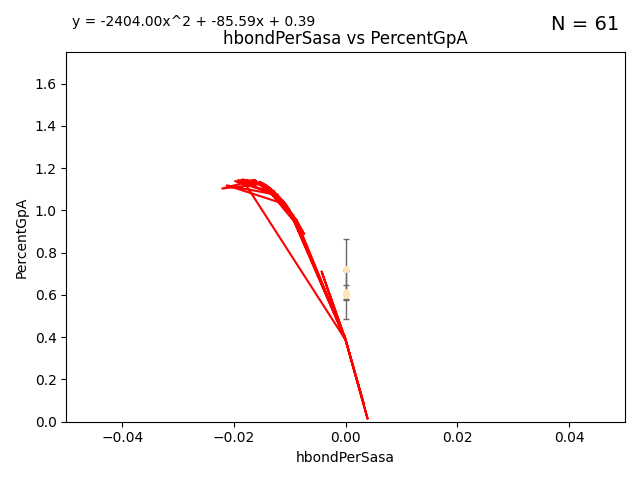 y = -2404.00x^2 + -85.59x + 0.39
N = 61
hbondPerSasa vs PercentGpA
PercentGpA
1.6
1.4
1.2
1.0
0.8
0.6
0.4
0.2
0.0
−0.04
−0.02
0.00
0.02
0.04
hbondPerSasa